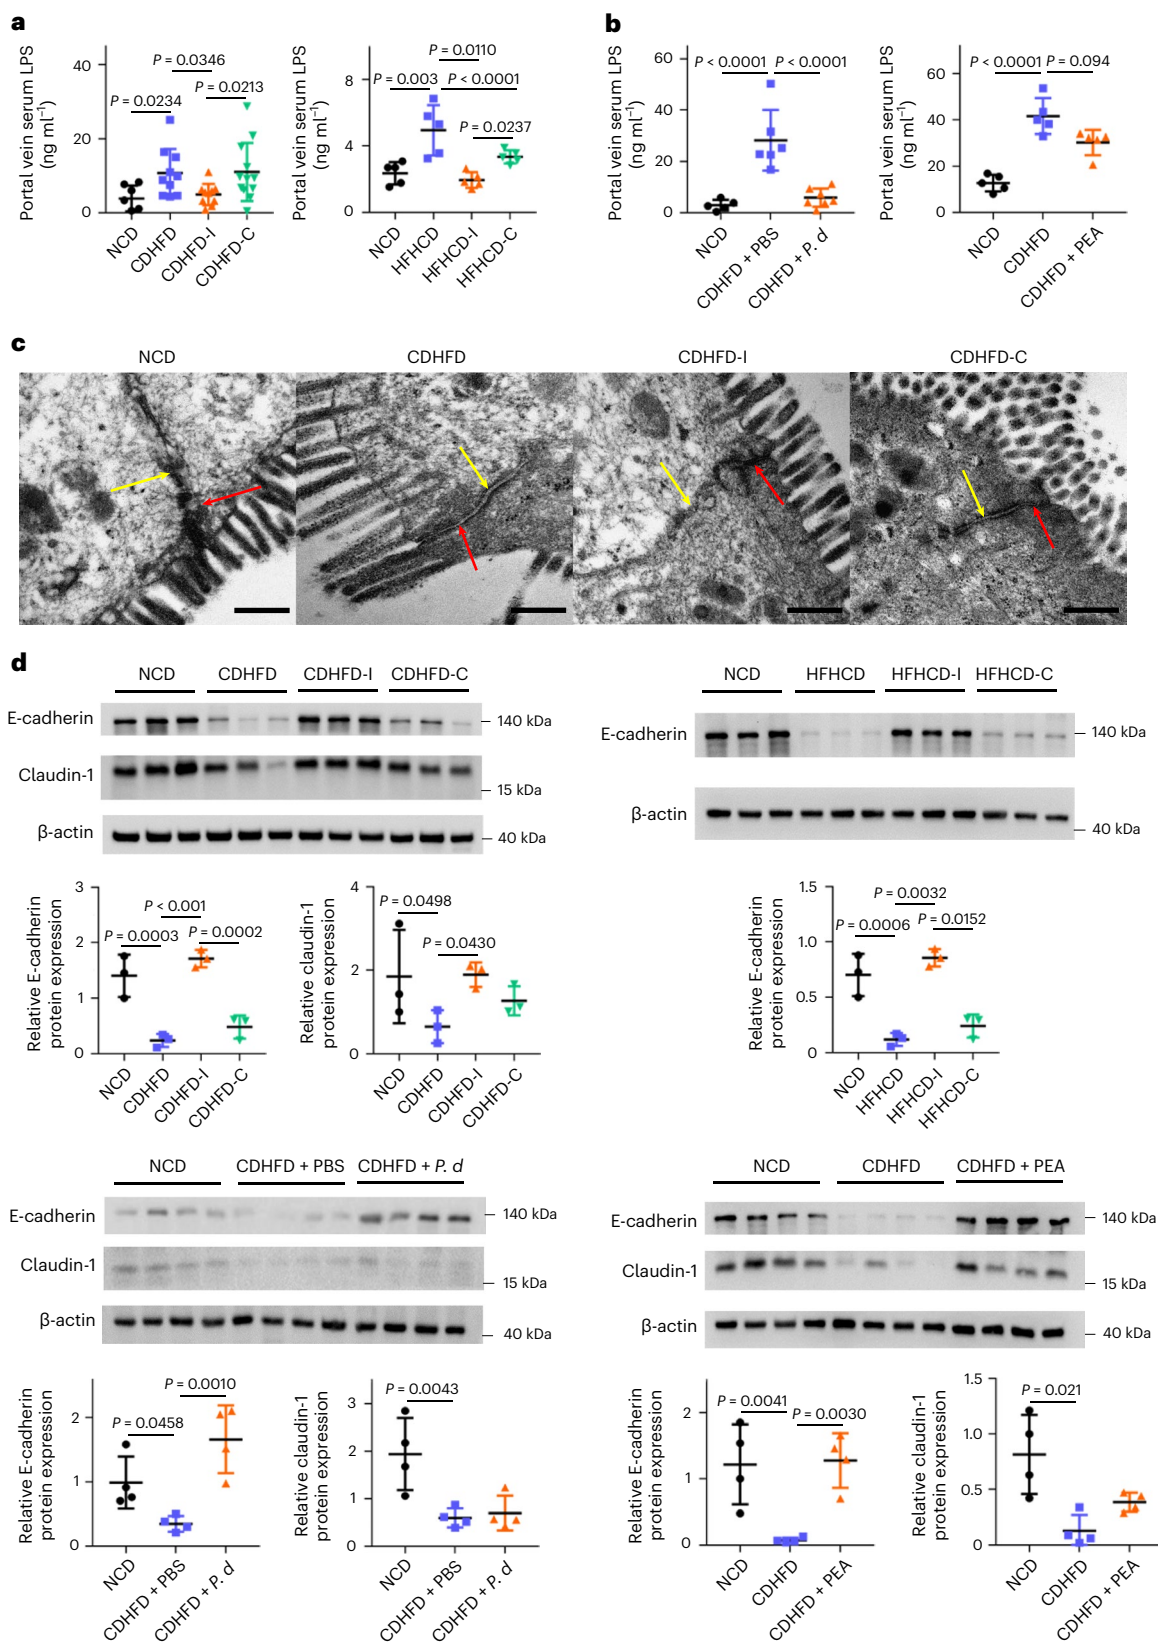 a
Portal vein serum LPS
(ng ml⁻¹)
40
20
0
P = 0.0346
P = 0.0234
P = 0.0213
NCD
CDHFD
CDHFD-I
CDHFD-C
Portal vein serum LPS
(ng ml⁻¹)
8
4
0
P = 0.0110
P = 0.003
P < 0.0001
P = 0.0237
NCD
HFHCD
HFHCD-I
HFHCD-C
b
Portal vein serum LPS
(ng ml⁻¹)
60
40
20
0
P < 0.0001
P < 0.0001
NCD
CDHFD + PBS
CDHFD + P. d
Portal vein serum LPS
(ng ml⁻¹)
60
40
20
0
P < 0.0001
P = 0.094
NCD
CDHFD
CDHFD + PEA
c
NCD
CDHFD
CDHFD-I
CDHFD-C
d
NCD
CDHFD
CDHFD-I
CDHFD-C
E-cadherin
140 kDa
Claudin-1
15 kDa
β-actin
40 kDa
NCD
HFHCD
HFHCD-I
HFHCD-C
E-cadherin
140 kDa
β-actin
40 kDa
Relative E-cadherin
protein expression
3
2
1
0
P < 0.001
P = 0.0003
P = 0.0002
NCD
CDHFD
CDHFD-I
CDHFD-C
Relative claudin-1
protein expression
4
2
0
P = 0.0498
P = 0.0430
NCD
CDHFD
CDHFD-I
CDHFD-C
Relative E-cadherin
protein expression
1.5
1.0
0.5
0
P = 0.0032
P = 0.0006
P = 0.0152
NCD
HFHCD
HFHCD-I
HFHCD-C
NCD
CDHFD + PBS
CDHFD + P. d
E-cadherin
140 kDa
Claudin-1
15 kDa
β-actin
40 kDa
NCD
CDHFD
CDHFD + PEA
E-cadherin
140 kDa
Claudin-1
15 kDa
β-actin
40 kDa
Relative E-cadherin
protein expression
2
1
0
P = 0.0010
P = 0.0458
NCD
CDHFD + PBS
CDHFD + P. d
Relative claudin-1
protein expression
3
2
1
0
P = 0.0043
NCD
CDHFD + PBS
CDHFD + P. d
Relative E-cadherin
protein expression
2
1
0
P = 0.0041
P = 0.0030
NCD
CDHFD
CDHFD + PEA
Relative claudin-1
protein expression
1.5
1.0
0.5
0
P = 0.021
NCD
CDHFD
CDHFD + PEA